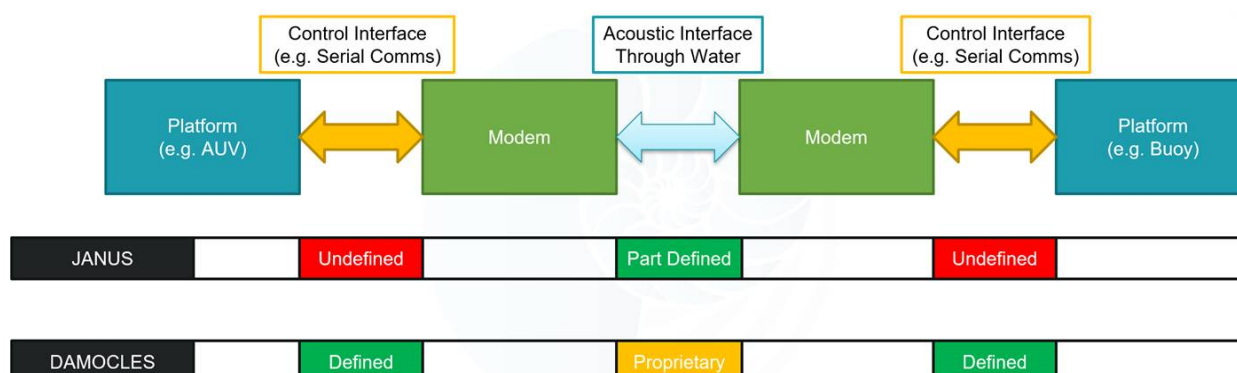 Control Interface
(e.g. Serial Comms)
Acoustic Interface
Through Water
Control Interface
(e.g. Serial Comms)
Platform
(e.g. AUV)
Modem
Modem
Platform
(e.g. Buoy)
JANUS
Undefined
Part Defined
Undefined
DAMOCLES
Defined
Proprietary
Defined